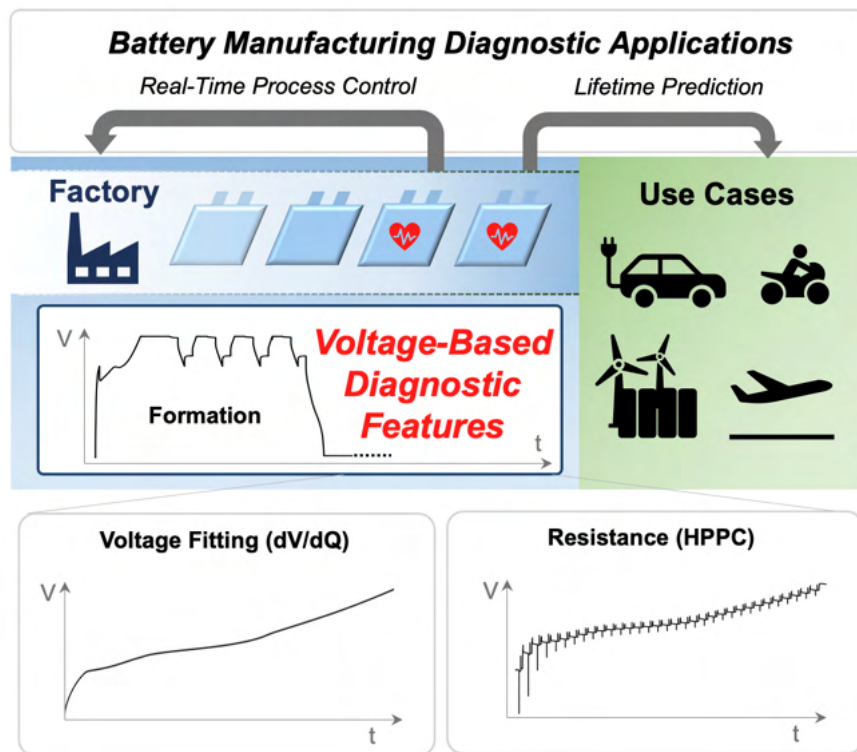 Battery Manufacturing Diagnostic Applications
Real-Time Process Control
Lifetime Prediction
Factory
Use Cases
V
Voltage-Based
Diagnostic
Features
Formation
t
Voltage Fitting (dV/dQ)
V
t
Resistance (HPPC)
V
t